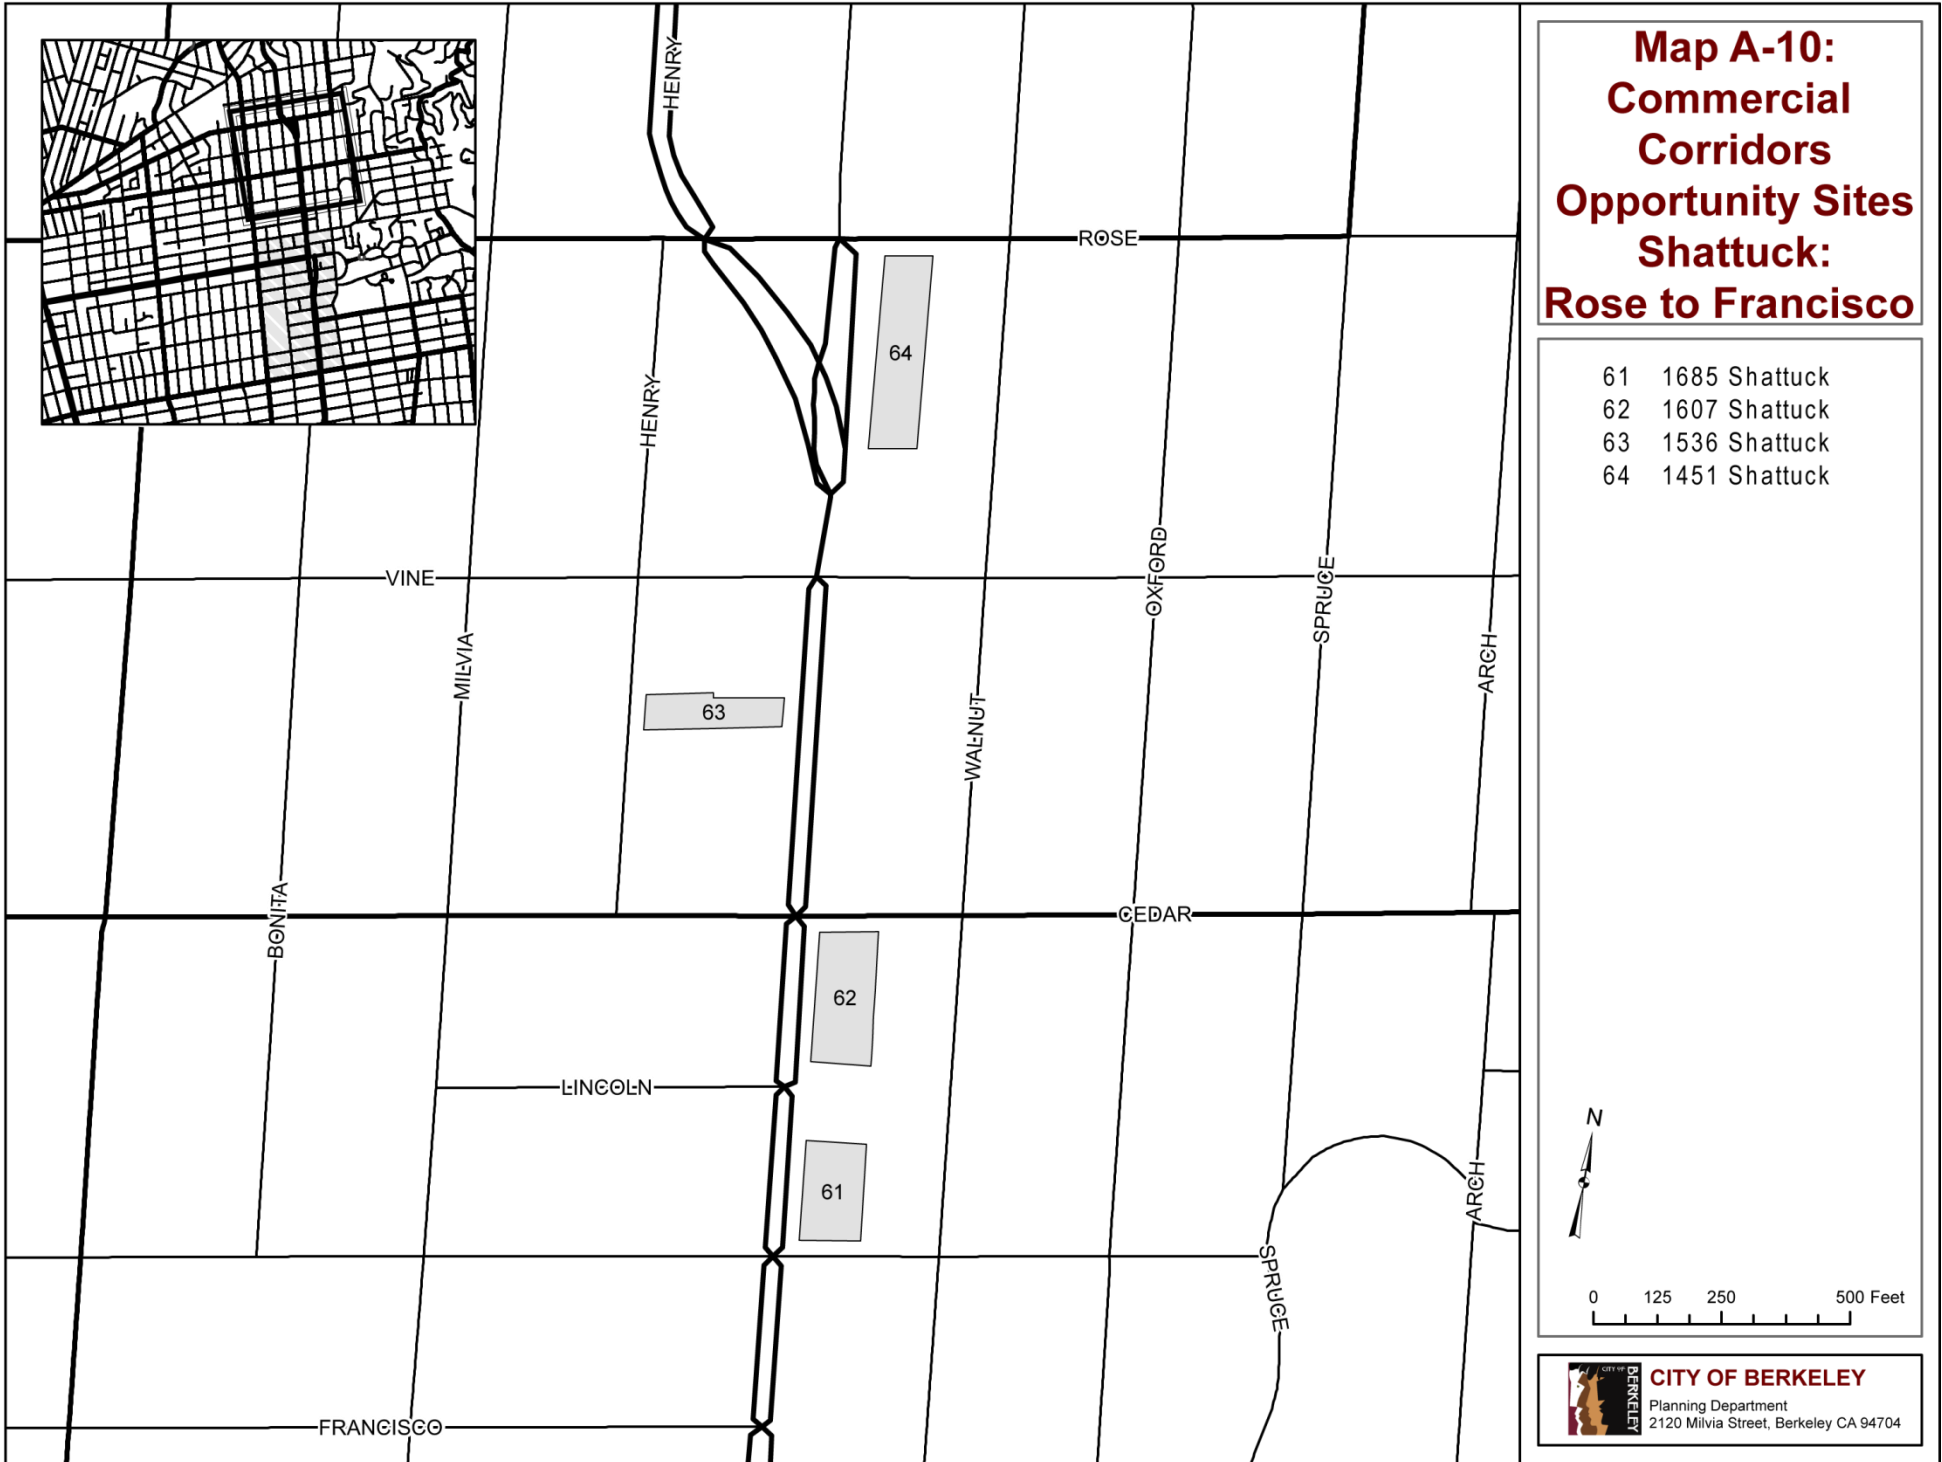 Map A-10:
Commercial
Corridors
Opportunity Sites
Shattuck:
Rose to Francisco
61 1685 Shattuck
62 1607 Shattuck
63 1536 Shattuck
64 1451 Shattuck
HENRY
ROSE
64
HENRY
VINE
OXFORD
SPRUCE
MILVIA
ARCH
63
WALNUT
BONITA
CEDAR
62
LINCOLN
61
ARCH
SPRUCE
FRANCISCO
N
0 125 250 500 Feet
CITY OF
BERKELEY
CITY OF BERKELEY
Planning Department
2120 Milvia Street, Berkeley CA 94704